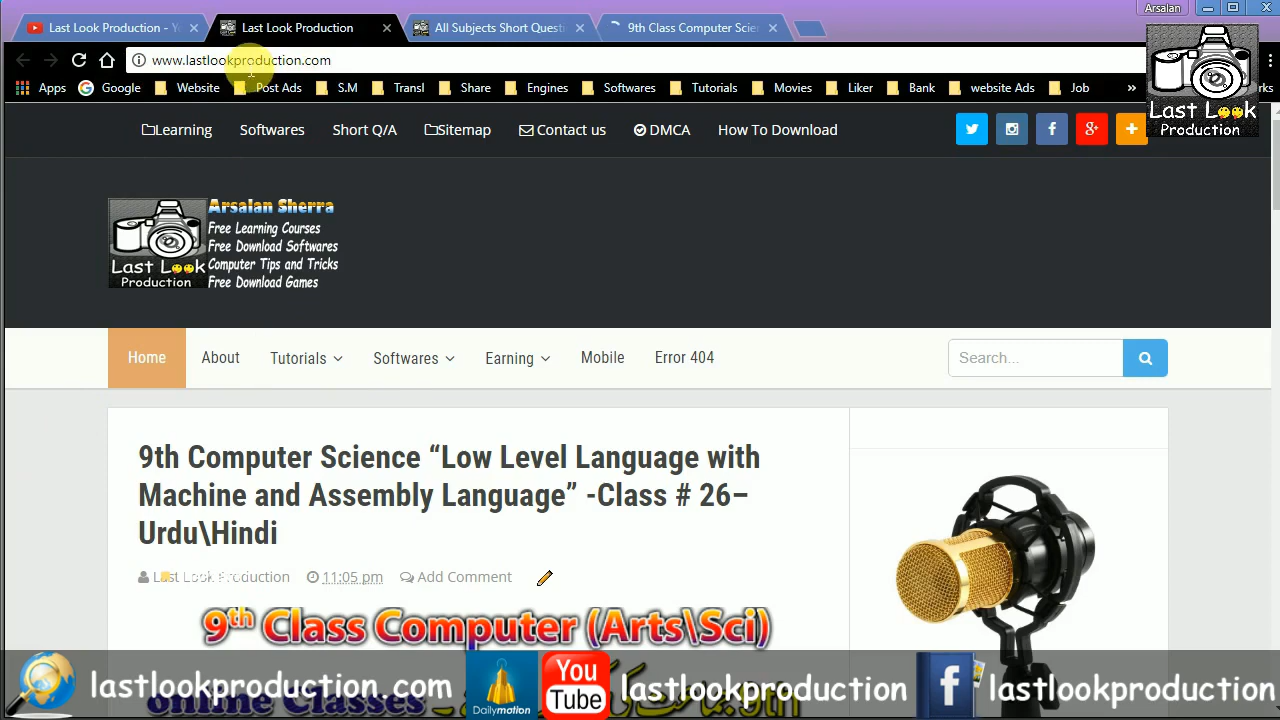 Arsalan
Last Look Production - Y
Last Look Production
All Subjects Short Questi
9th Class Computer Scien
www.lastlookproduction.com
Apps
Google
Website
Post Ads
S.M
Transl
Share
Engines
Softwares
Tutorials
Movies
Liker
Bank
website Ads
Job
»
rks
Last Look
Production
Learning
Softwares
Short Q/A
Sitemap
Contact us
DMCA
How To Download
Arsalan Sherra
Free Learning Courses
Free Download Softwares
Computer Tips and Tricks
Free Download Games
Last Look
Production
Home
About
Tutorials
Softwares
Earning
Mobile
Error 404
Search...
9th Computer Science “Low Level Language with
Machine and Assembly Language” -Class # 26–
Urdu\Hindi
Last Look Production
11:05 pm
Add Comment
9th Class Computer (Arts\Sci)
online Classes
9th
lastlookproduction.com
Dailymotion
You
Tube
lastlookproduction
f
lastlookproduction